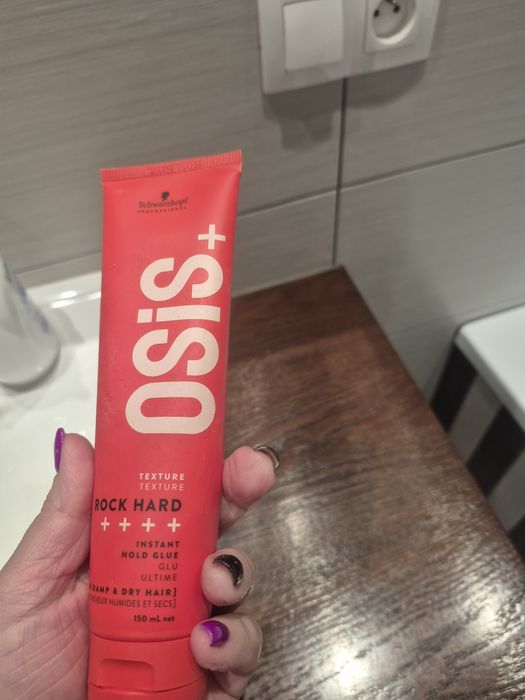 Schwarzkopf
PROFESSIONAL
OSiS+
TEXTURE
TEXTURE
ROCK HARD
++++
INSTANT
HOLD GLUE
GLU
ULTIME
DAMP & DRY HAIR]
CHEVEUX HUMIDES ET SECS]
150 mL net